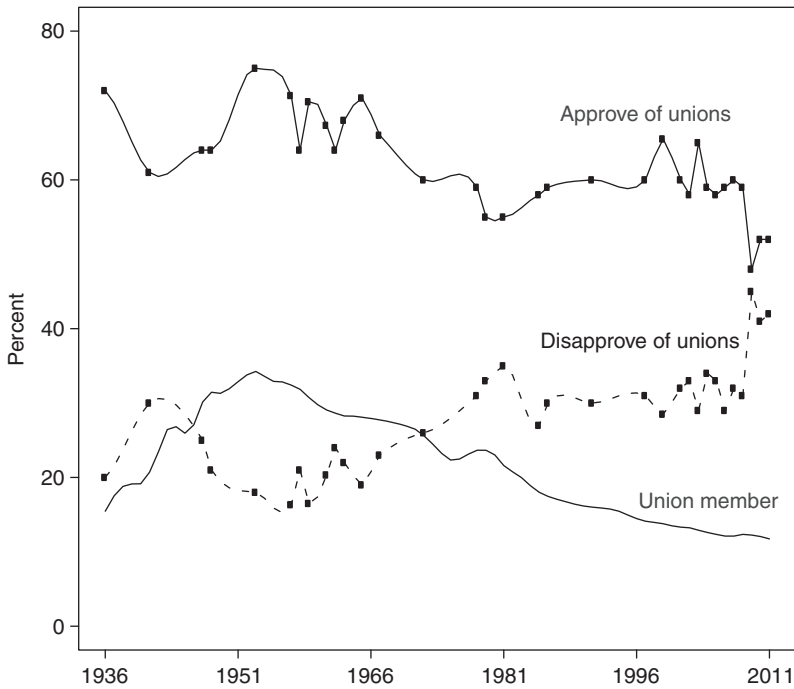 80
Approve of unions
60
Percent
40
Disapprove of unions
20
Union member
0
1936 1951 1966 1981 1996 2011